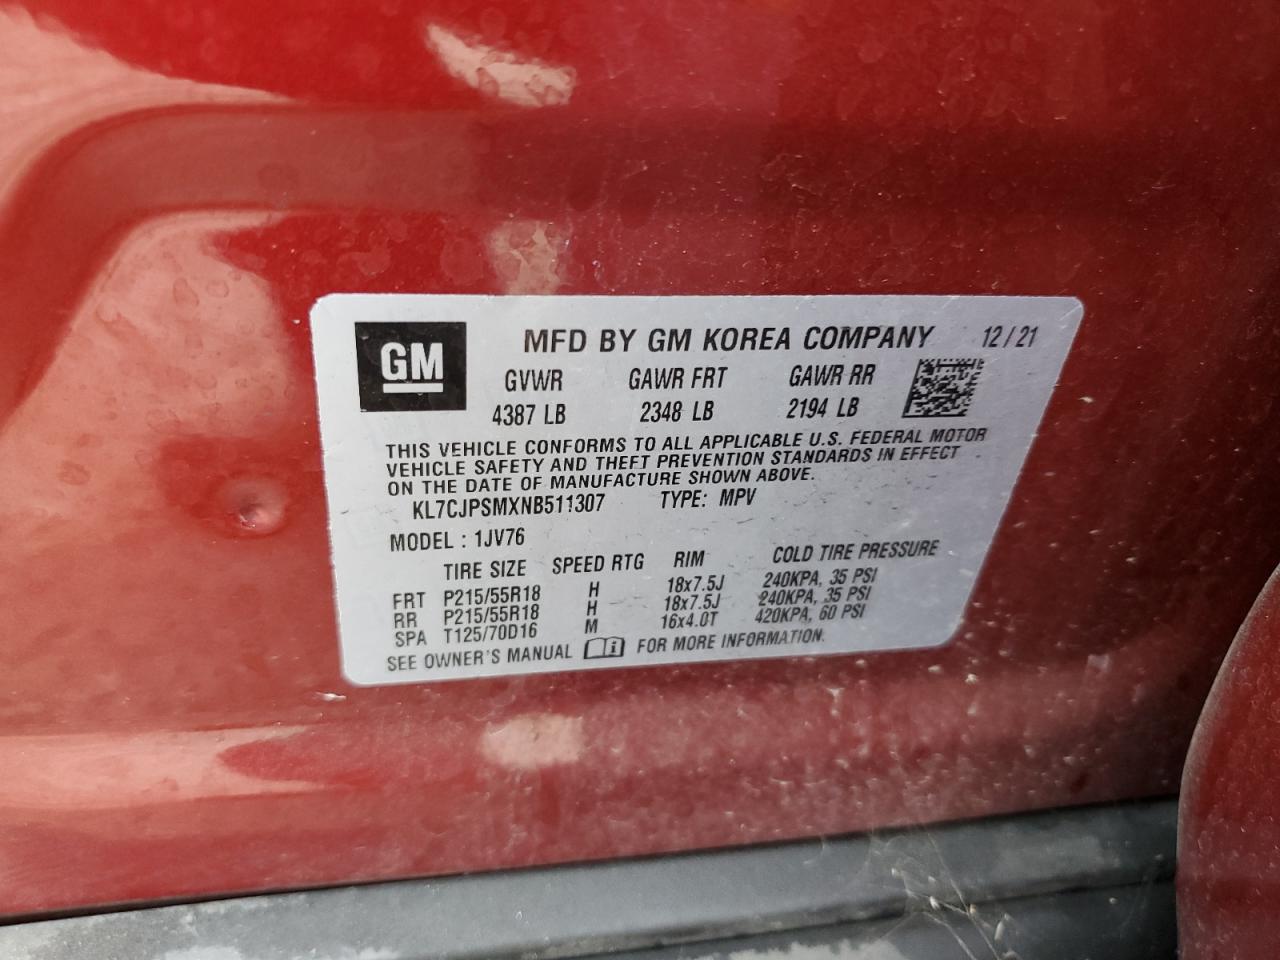 GM
MFD BY GM KOREA COMPANY 12/21
GVWR GAWR FRT GAWR RR
4387 LB 2348 LB 2194 LB
THIS VEHICLE CONFORMS TO ALL APPLICABLE U.S. FEDERAL MOTOR
VEHICLE SAFETY AND THEFT PREVENTION STANDARDS IN EFFECT
ON THE DATE OF MANUFACTURE SHOWN ABOVE.
KL7CJPSMXNB511307 TYPE: MPV
MODEL : 1JV76
TIRE SIZE SPEED RTG RIM COLD TIRE PRESSURE
FRT P215/55R18 H 18x7.5J 240KPA, 35 PSI
RR P215/55R18 H 18x7.5J 240KPA, 35 PSI
SPA T125/70D16 M 16x4.0T 420KPA, 60 PSI
SEE OWNER'S MANUAL i FOR MORE INFORMATION.